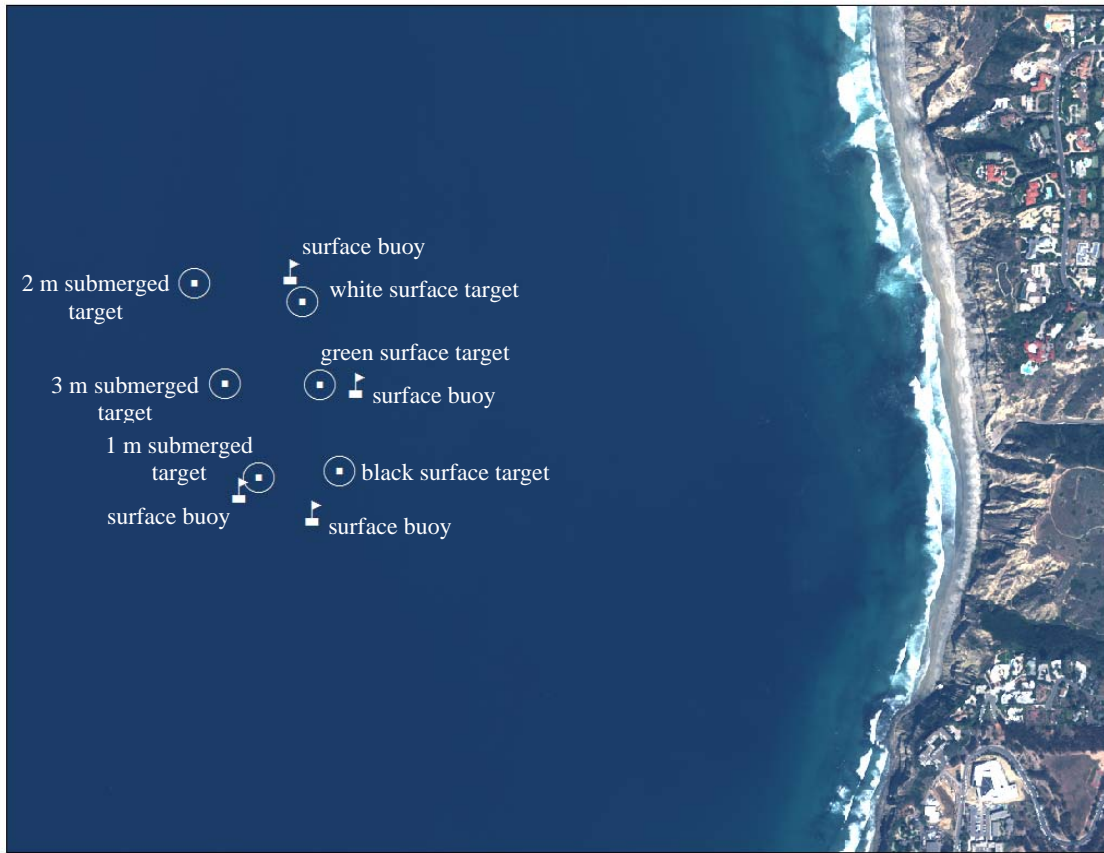 surface buoy
2 m submerged
target
white surface target
green surface target
3 m submerged
target
surface buoy
1 m submerged
target
black surface target
surface buoy
surface buoy